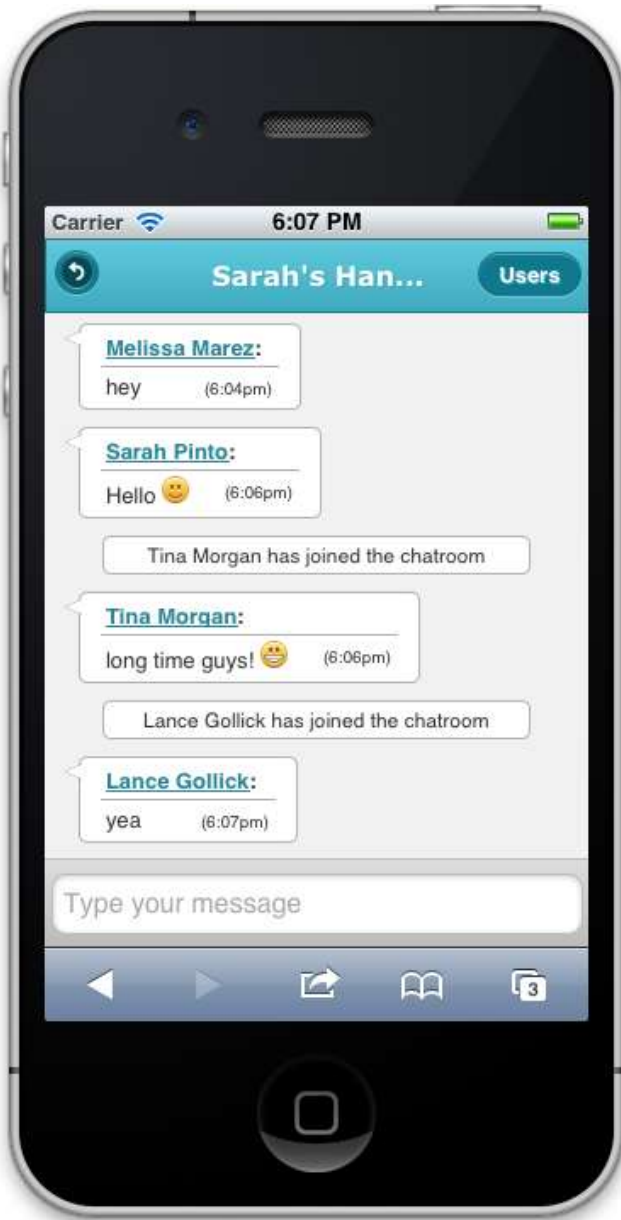 Carrier 6:07 PM
Sarah's Han... Users
Melissa Marez:
hey (6:04pm)
Sarah Pinto:
Hello (6:06pm)
Tina Morgan has joined the chatroom
Tina Morgan:
long time guys! (6:06pm)
Lance Gollick has joined the chatroom
Lance Gollick:
yea (6:07pm)
Type your message
3